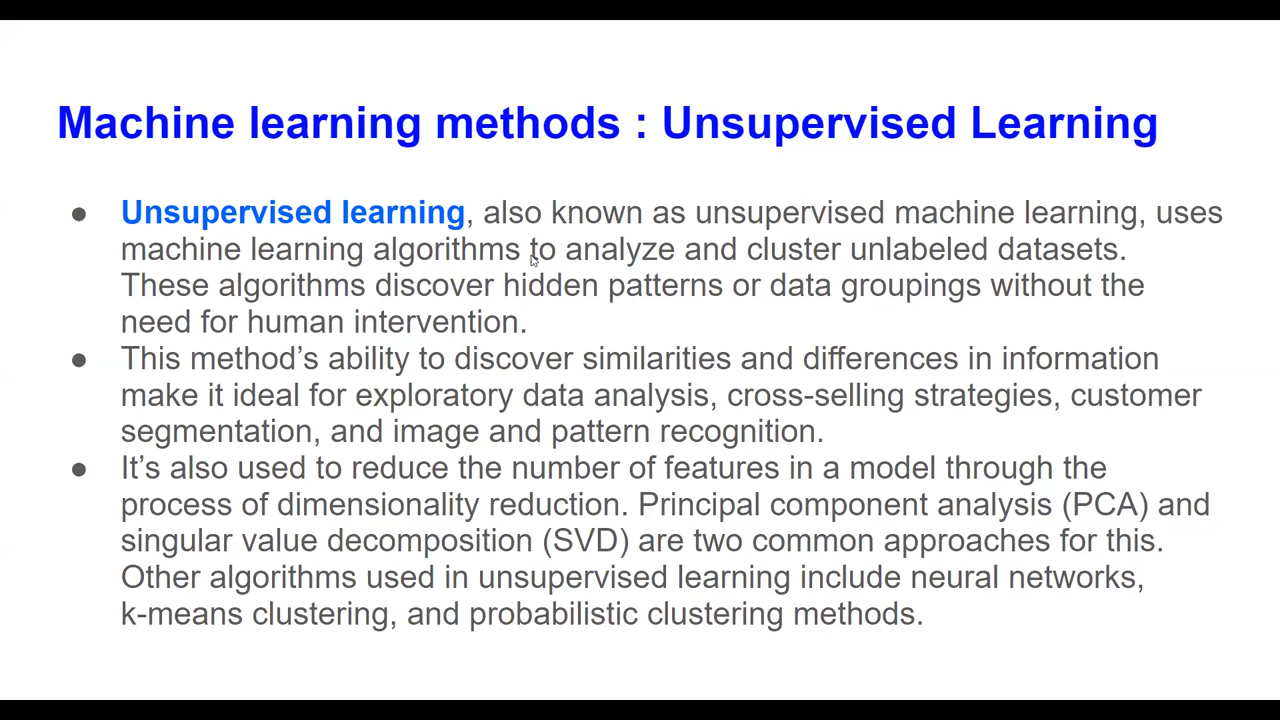 Machine learning methods : Unsupervised Learning
● Unsupervised learning, also known as unsupervised machine learning, uses
machine learning algorithms to analyze and cluster unlabeled datasets.
These algorithms discover hidden patterns or data groupings without the
need for human intervention.
● This method’s ability to discover similarities and differences in information
make it ideal for exploratory data analysis, cross-selling strategies, customer
segmentation, and image and pattern recognition.
● It’s also used to reduce the number of features in a model through the
process of dimensionality reduction. Principal component analysis (PCA) and
singular value decomposition (SVD) are two common approaches for this.
Other algorithms used in unsupervised learning include neural networks,
k-means clustering, and probabilistic clustering methods.